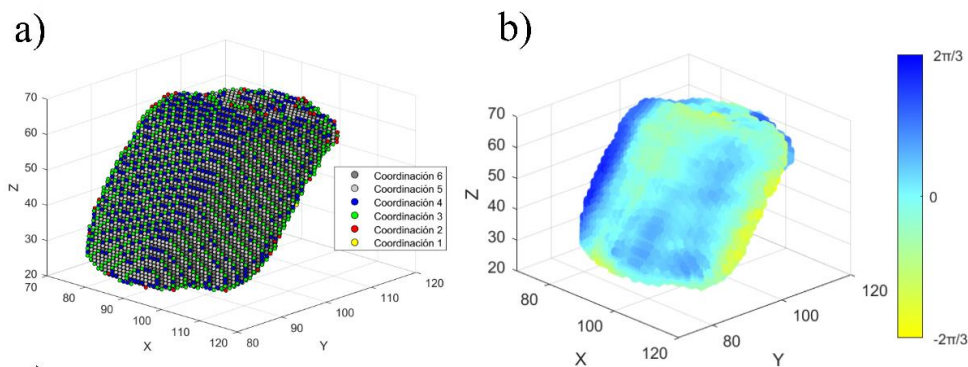 a)
70
60
50
40
30
20
Z
70
80
90
100
110
120
X
80
90
100
110
120
Y
Coordinación 6
Coordinación 5
Coordinación 4
Coordinación 3
Coordinación 2
Coordinación 1
b)
70
60
50
40
30
20
Z
80
100
120
X
80
100
120
Y
2π/3
0
-2π/3